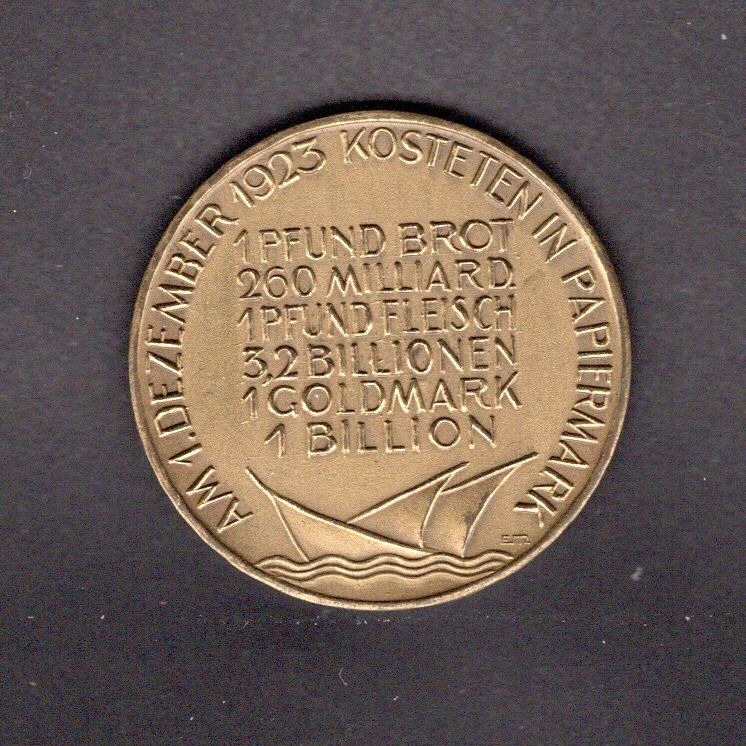 AM 1. DEZEMBER 1923 KOSTETEN IN PAPIERMARK
1 PFUND BROT
260 MILLIARD.
1 PFUND FLEISCH
3,2 BILLIONEN
1 GOLDMARK
1 BILLION